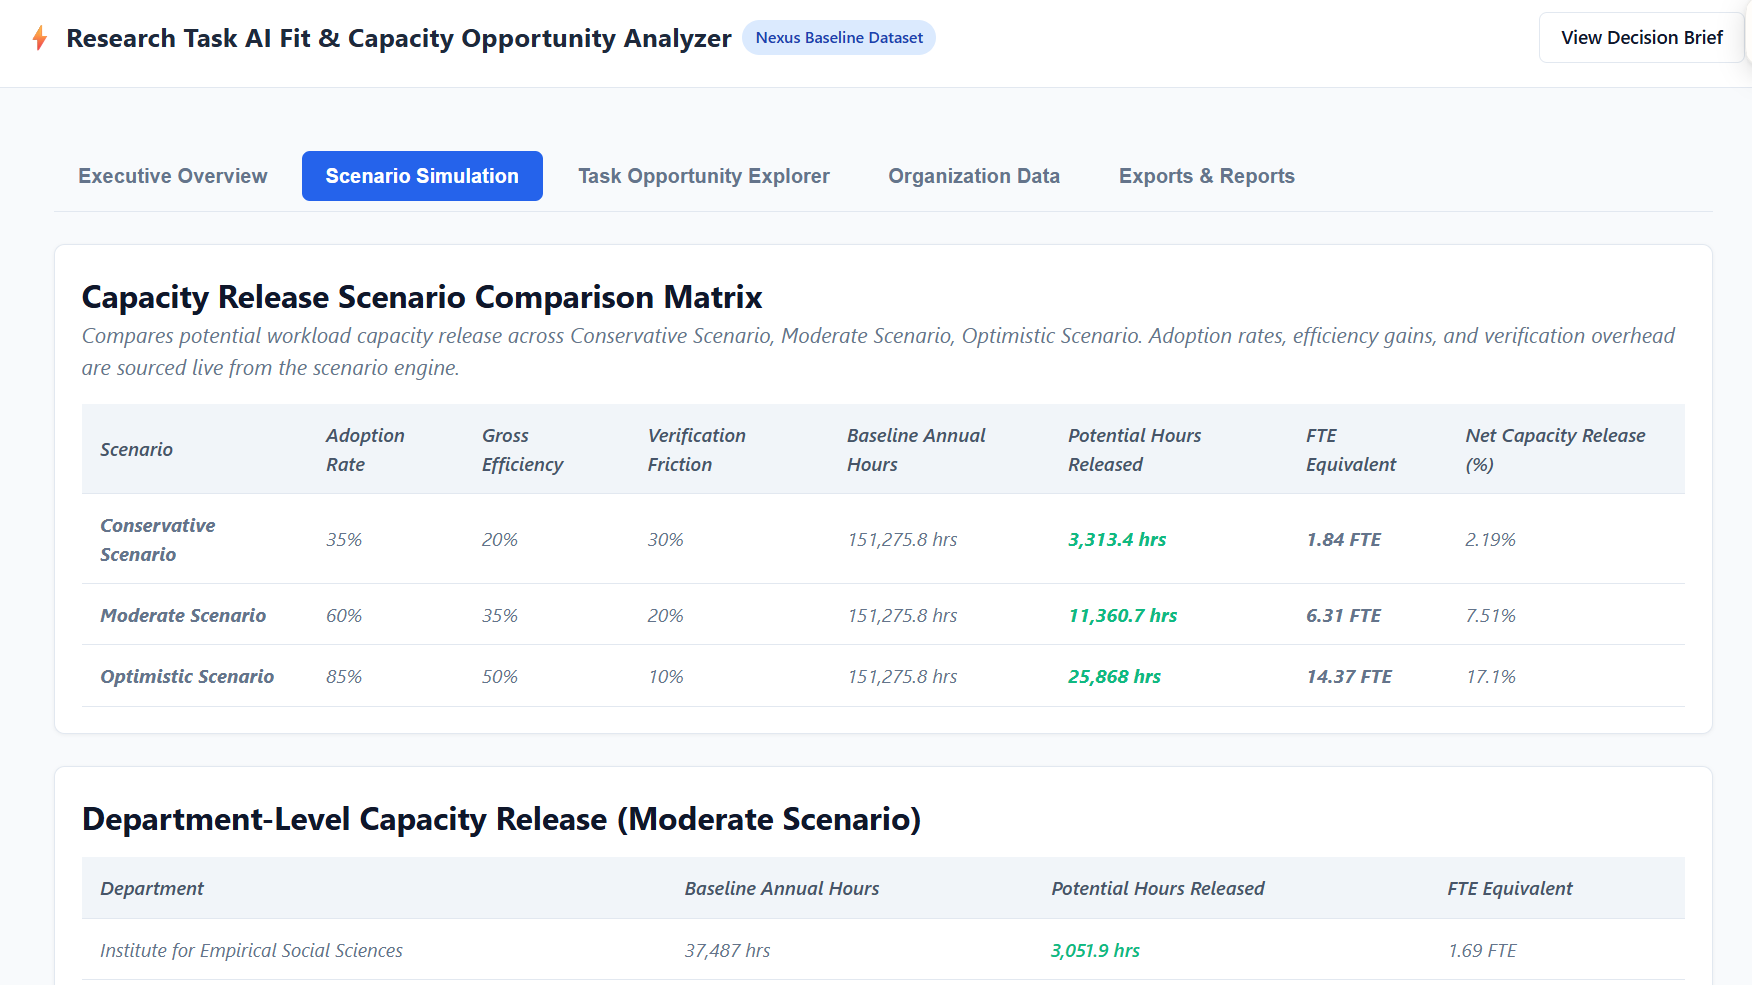 Research Task AI Fit & Capacity Opportunity Analyzer
Nexus Baseline Dataset
View Decision Brief
Executive Overview
Scenario Simulation
Task Opportunity Explorer
Organization Data
Exports & Reports
Capacity Release Scenario Comparison Matrix
Compares potential workload capacity release across Conservative Scenario, Moderate Scenario, Optimistic Scenario. Adoption rates, efficiency gains, and verification overhead
are sourced live from the scenario engine.
Scenario
Adoption
Rate
Gross
Efficiency
Verification
Friction
Baseline Annual
Hours
Potential Hours
Released
FTE
Equivalent
Net Capacity Release
(%)
Conservative
Scenario
35%
20%
30%
151,275.8 hrs
3,313.4 hrs
1.84 FTE
2.19%
Moderate Scenario
60%
35%
20%
151,275.8 hrs
11,360.7 hrs
6.31 FTE
7.51%
Optimistic Scenario
85%
50%
10%
151,275.8 hrs
25,868 hrs
14.37 FTE
17.1%
Department-Level Capacity Release (Moderate Scenario)
Department
Baseline Annual Hours
Potential Hours Released
FTE Equivalent
Institute for Empirical Social Sciences
37,487 hrs
3,051.9 hrs
1.69 FTE